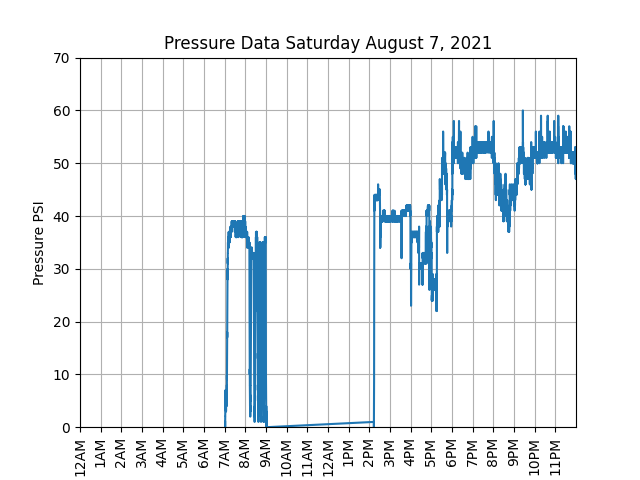 Pressure Data Saturday August 7, 2021
70
60
50
40
30
20
10
0
Pressure PSI
12AM
1AM
2AM
3AM
4AM
5AM
6AM
7AM
8AM
9AM
10AM
11AM
12AM
1PM
2PM
3PM
4PM
5PM
6PM
7PM
8PM
9PM
10PM
11PM